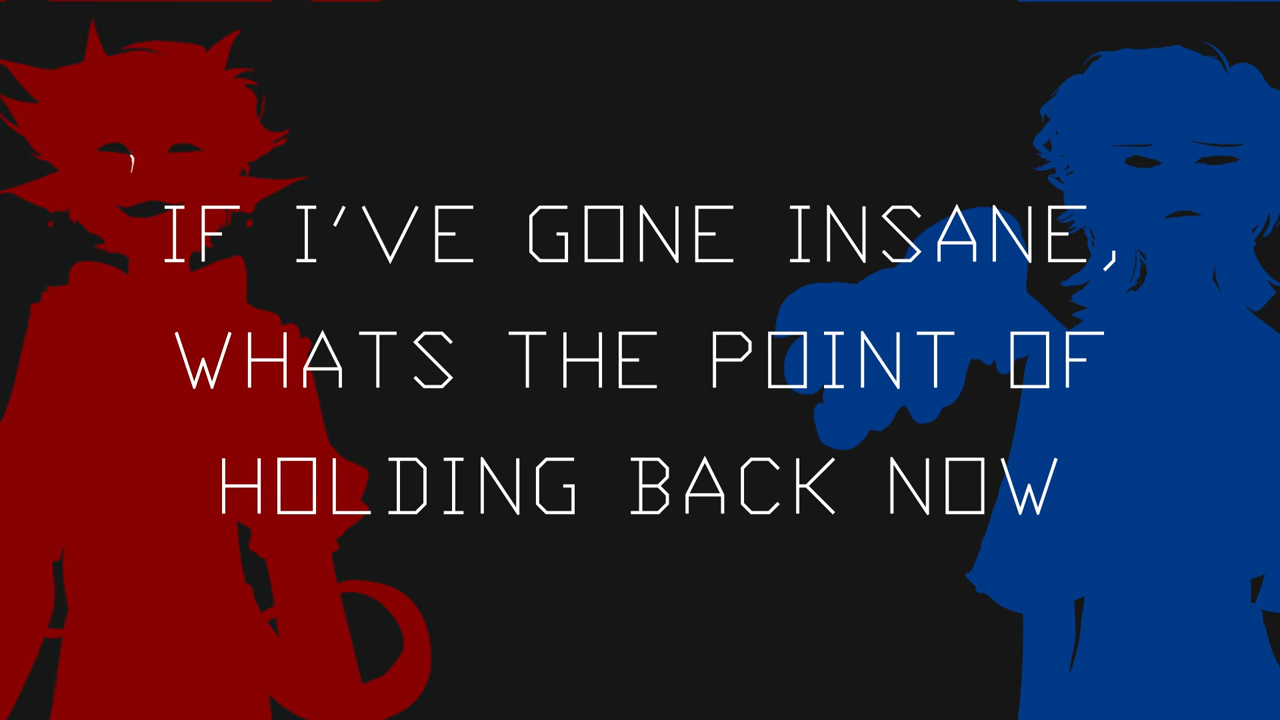 IF I'VE GONE INSANE,
WHATS THE POINT OF
HOLDING BACK NOW